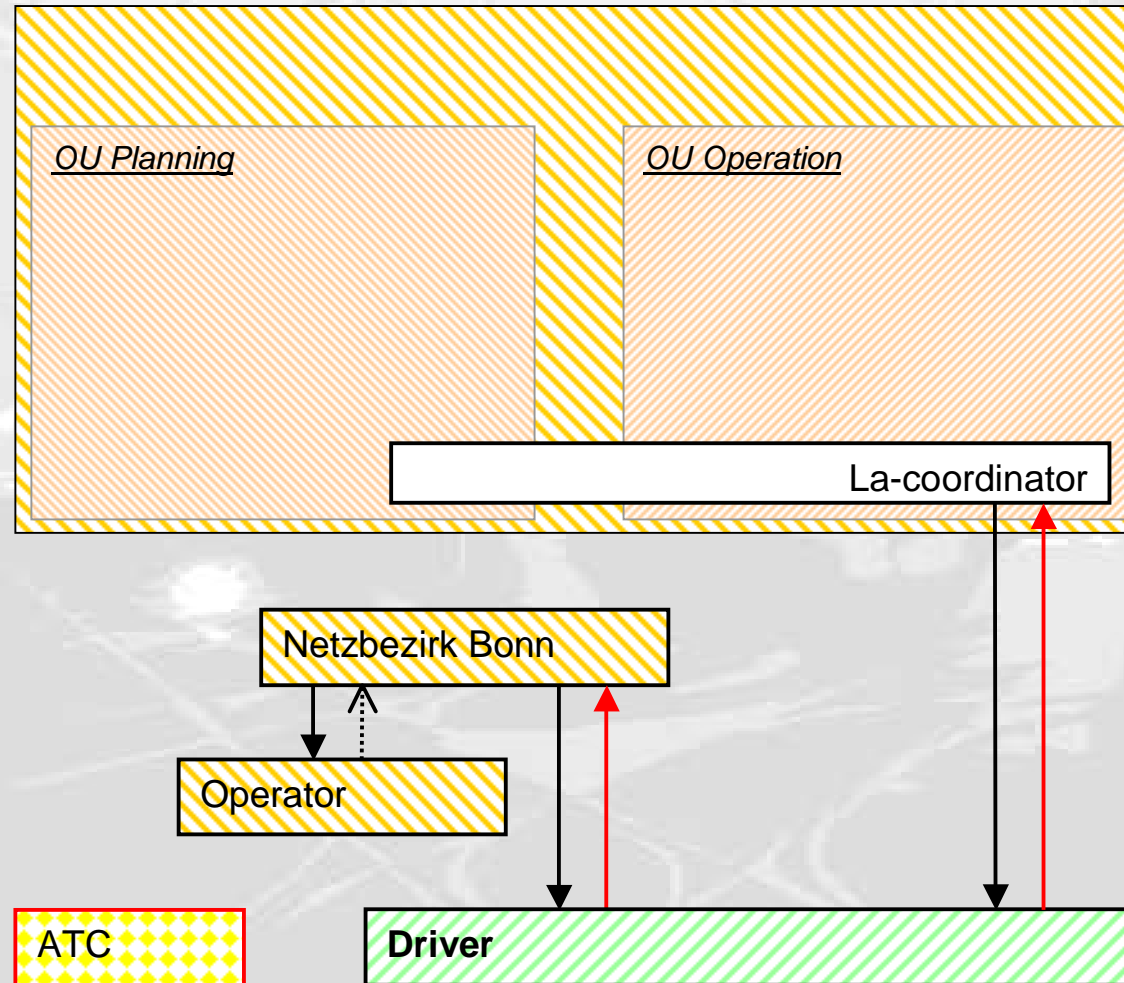 OU Planning
OU Operation
La-coordinator
Netzbezirk Bonn
Operator
ATC
Driver